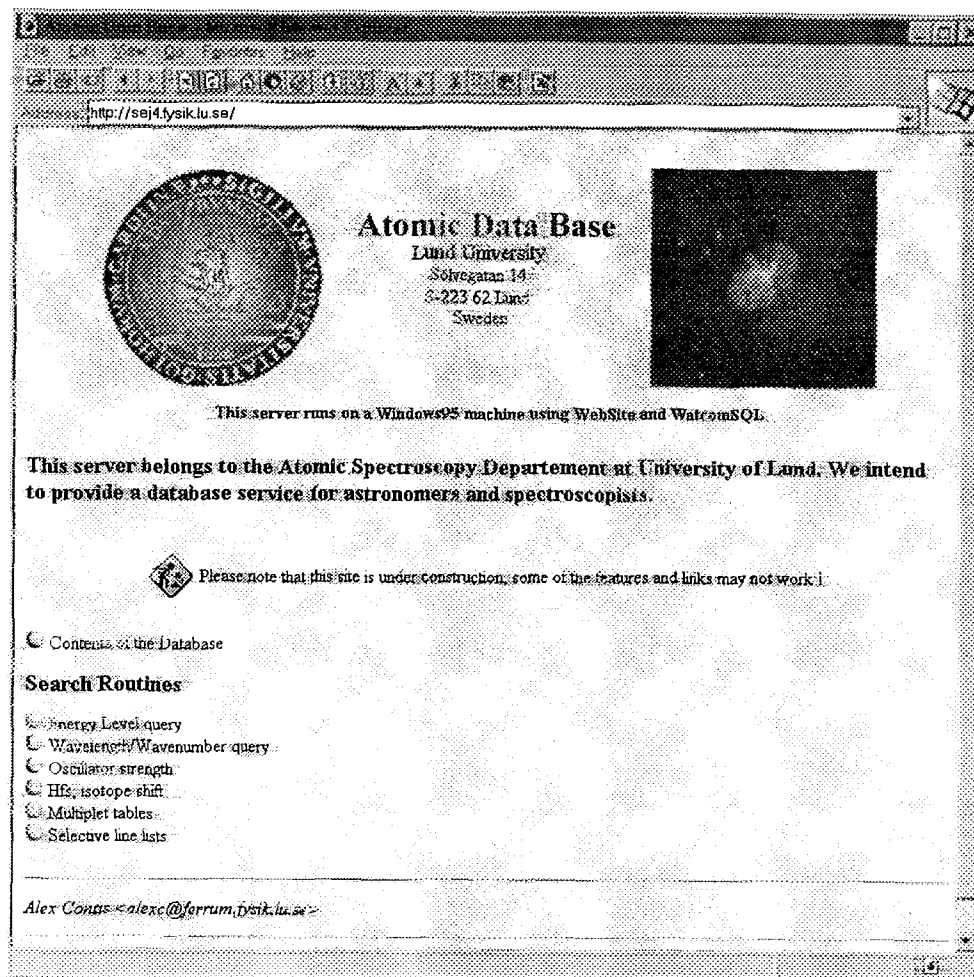 http://sej4.fysik.lu.se/
Atomic Data Base
Lund University
Sölvegatan 14
S-223 62 Lund
Sweden
This server runs on a Windows95 machine using WebSite and WatcomSQL
This server belongs to the Atomic Spectroscopy Departement at University of Lund. We intend
to provide a database service for astronomers and spectroscopists.
Please note that this site is under construction, some of the features and links may not work !
Contents of the Database
Search Routines
Energy Level query
Wavelength/Wavenumber query
Oscillator strength
Hfs, isotope shift
Multiplet tables
Selective line lists
Alex <alexc@ferrum.fysik.lu.se>